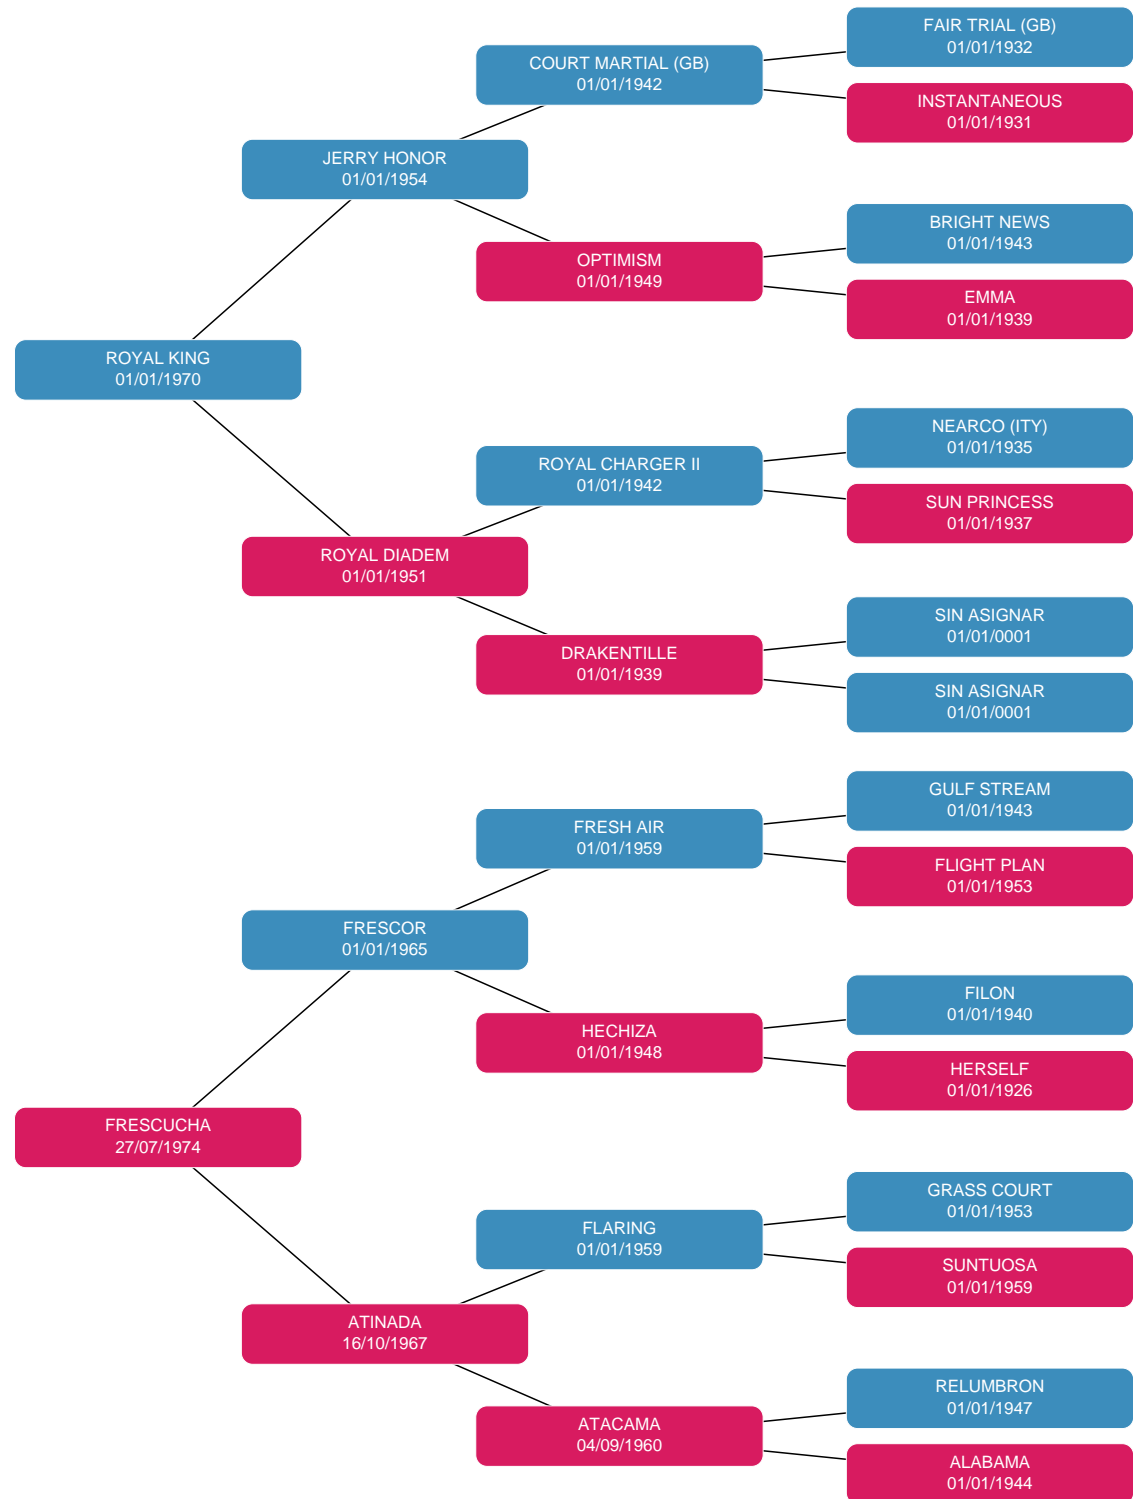 FAIR TRIAL (GB)
01/01/1932
COURT MARTIAL (GB)
01/01/1942
INSTANTANEOUS
01/01/1931
JERRY HONOR
01/01/1954
BRIGHT NEWS
01/01/1943
OPTIMISM
01/01/1949
EMMA
01/01/1939
ROYAL KING
01/01/1970
NEARCO (ITY)
01/01/1935
ROYAL CHARGER II
01/01/1942
SUN PRINCESS
01/01/1937
ROYAL DIADEM
01/01/1951
SIN ASIGNAR
01/01/0001
DRAKENTILLE
01/01/1939
SIN ASIGNAR
01/01/0001
GULF STREAM
01/01/1943
FRESH AIR
01/01/1959
FLIGHT PLAN
01/01/1953
FRESCOR
01/01/1965
FILON
01/01/1940
HECHIZA
01/01/1948
HERSELF
01/01/1926
FRESCUCHA
27/07/1974
GRASS COURT
01/01/1953
FLARING
01/01/1959
SUNTUOSA
01/01/1959
ATINADA
16/10/1967
RELUMBRON
01/01/1947
ATACAMA
04/09/1960
ALABAMA
01/01/1944